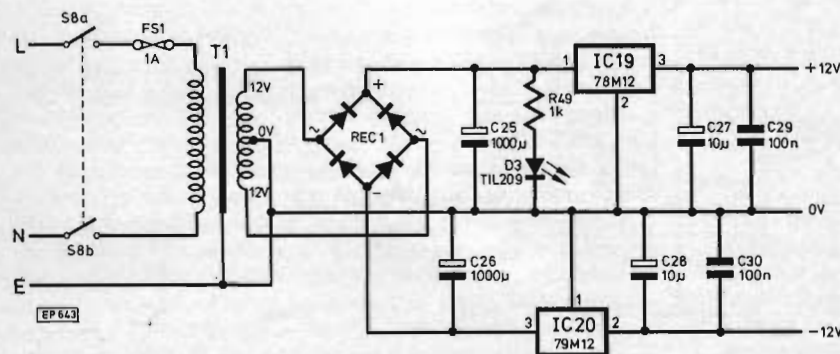 S8a
FS1
1A
L
T1
12V
0V
12V
N
S8b
E
EP643
~
+
REC1
~
-
C25
1000µ
R49
1k
D3
TIL209
1
IC19
78M12
3
2
+12V
C27
10µ
C29
100n
0V
C26
1000µ
1
3
IC20
79M12
2
C28
10µ
C30
100n
-12V